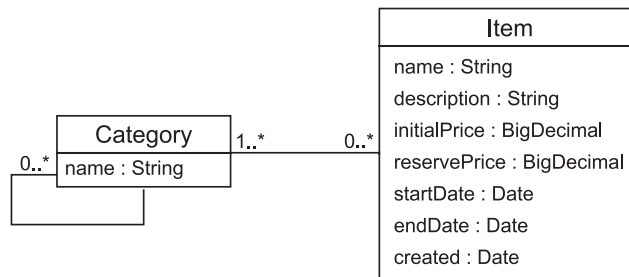 Item
name : String
description : String
initialPrice : BigDecimal
reservePrice : BigDecimal
startDate : Date
endDate : Date
created : Date
Category
name : String
0..*
1..*
0..*